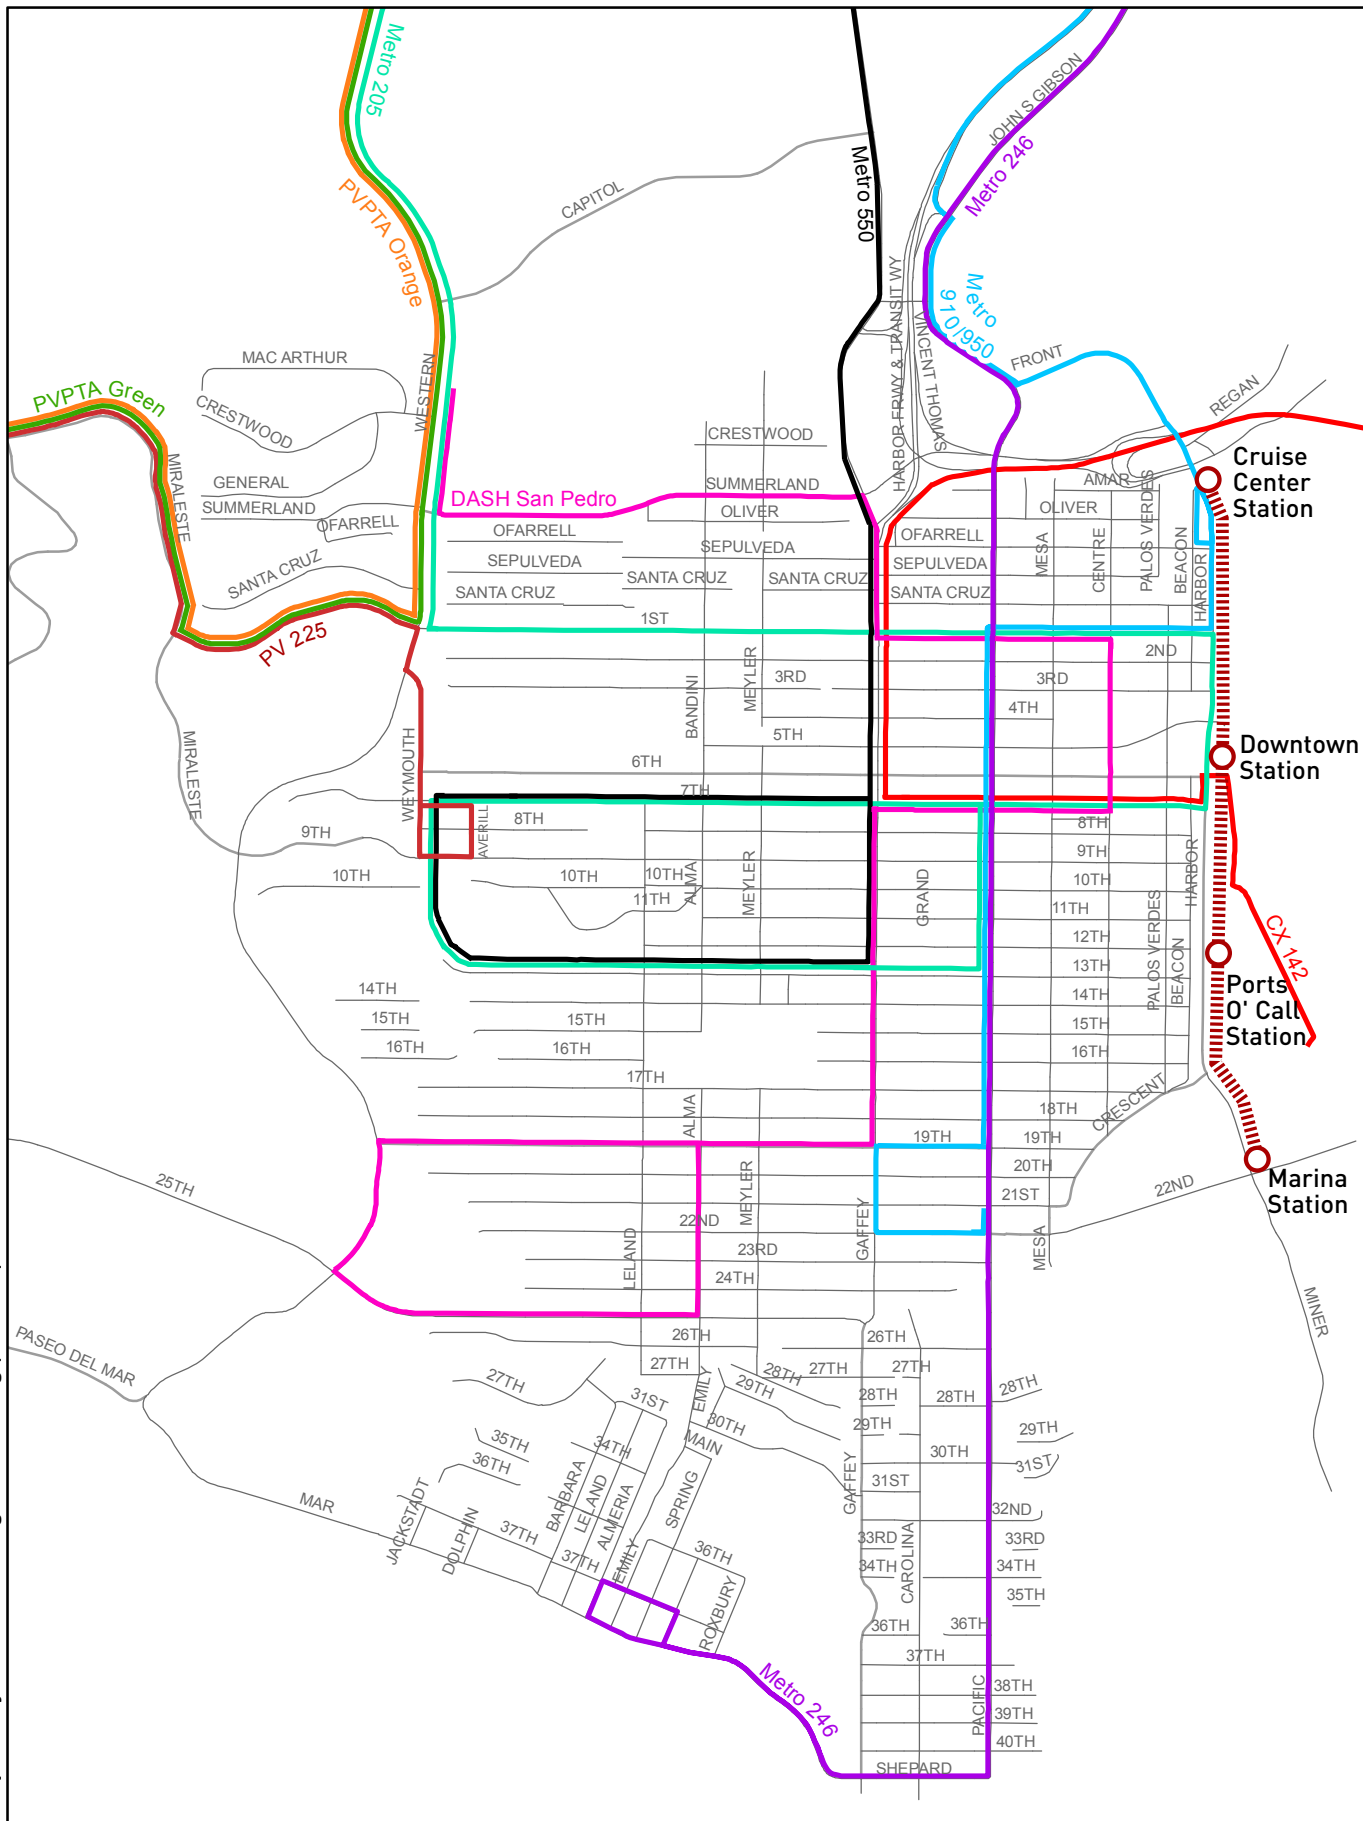 Metro 205
JOHN S GIBSON
Metro 246
Metro 550
CAPITOL
PVPTA Orange
HARBOR FRWY & TRANSIT WY
Metro
910/950
VINCENT THOMAS
FRONT
MAC ARTHUR
WESTERN
PVPTA Green
CRESTWOOD
REGAN
CRESTWOOD
MIRALESTE
Cruise
Center
Station
GENERAL
SUMMERLAND
AMAR
SUMMERLAND
DASH San Pedro
OLIVER
OLIVER
PALOS VERDES
OFARRELL
OFARRELL
OFARRELL
MESA
CENTRE
BEACON
HARBOR
SEPULVEDA
SEPULVEDA
SEPULVEDA
SANTA CRUZ
SANTA CRUZ
SANTA CRUZ
SANTA CRUZ
SANTA CRUZ
1ST
PV 225
2ND
MEYLER
3RD
3RD
BANDINI
4TH
5TH
Downtown
Station
MIRALESTE
WEYMOUTH
6TH
7TH
AVERILL
8TH
8TH
9TH
9TH
HARBOR
10TH
10TH
10TH
10TH
ALMA
MEYLER
GRAND
11TH
11TH
12TH
PALOS VERDES
BEACON
CX 142
13TH
14TH
14TH
Ports
O' Call
Station
15TH
15TH
15TH
16TH
16TH
16TH
17TH
ALMA
18TH
CRESCENT
19TH
19TH
25TH
MEYLER
20TH
21ST
22ND
Marina
Station
22ND
GAFFEY
MESA
LELAND
23RD
24TH
MINER
PASEO DEL MAR
26TH
26TH
27TH
28TH
27TH
27TH
27TH
EMILY
29TH
28TH
28TH
28TH
31ST
30TH
29TH
29TH
35TH
34TH
MAIN
30TH
36TH
31ST
31ST
GAFFEY
BARBARA
LELAND
ALMERIA
SPRING
MAR
JACKSTADT
DOLPHIN
37TH
37TH
EMILY
36TH
ROXBURY
32ND
33RD
33RD
CAROLINA
34TH
34TH
35TH
36TH
36TH
37TH
Metro 246
PACIFIC
38TH
39TH
40TH
SHEPARD